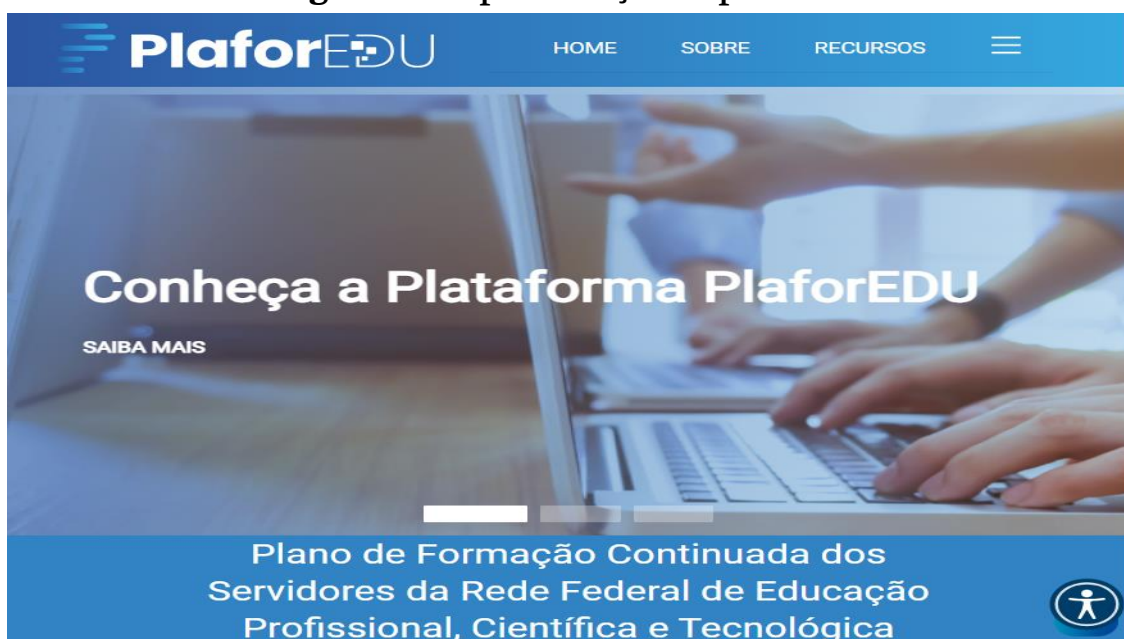 PlaforEDU
HOME SOBRE RECURSOS
Conheça a Plataforma PlaforEDU
SAIBA MAIS
Plano de Formação Continuada dos
Servidores da Rede Federal de Educação
Profissional, Científica e Tecnológica